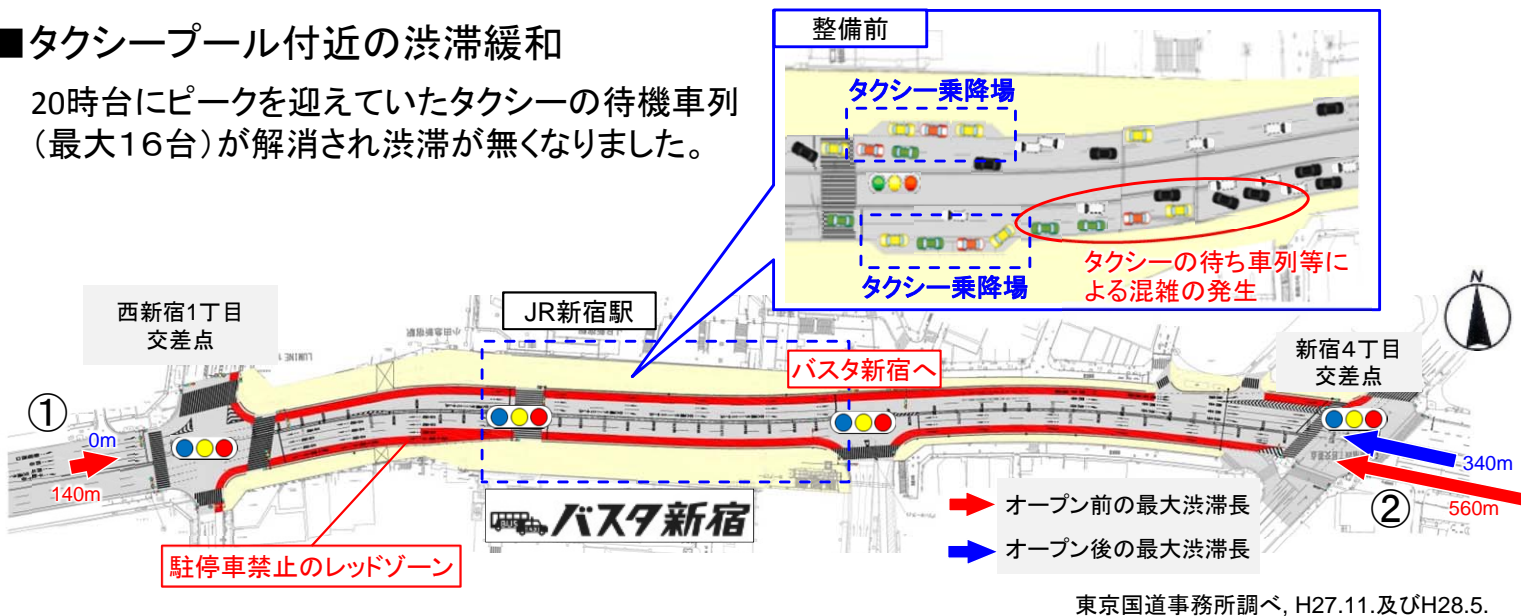 ■タクシープール付近の渋滞緩和
20時台にピークを迎えていたタクシーの待機車列
(最大16台)が解消され渋滞が無くなりました。
整備前
タクシー乗降場
タクシー乗降場
タクシーの待ち車列等に
よる混雑の発生
N
西新宿1丁目
交差点
JR新宿駅
小田急新宿駅
LUMINE 1
バスタ新宿へ
新宿4丁目
交差点
①
0m
140m
340m
560m
②
BUS
バスタ新宿
駐停車禁止のレッドゾーン
オープン前の最大渋滞長
オープン後の最大渋滞長
東京国道事務所調べ, H27.11.及びH28.5.